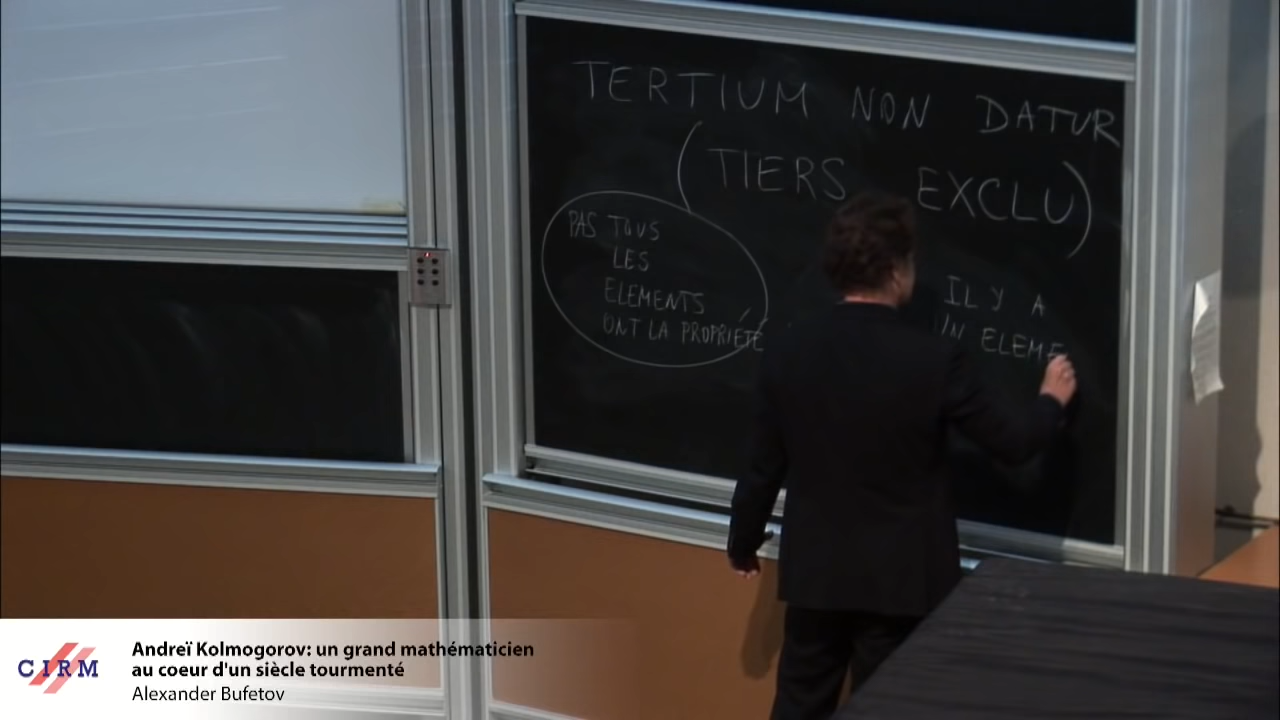 TERTIUM NON DATUR
(TIERS EXCLU)
PAS TOUS
LES
ELEMENTS
ONT LA PROPRIÉTÉ
IL Y A
UN ELEME
CIRM
Andreï Kolmogorov: un grand mathématicien
au coeur d'un siècle tourmenté
Alexander Bufetov